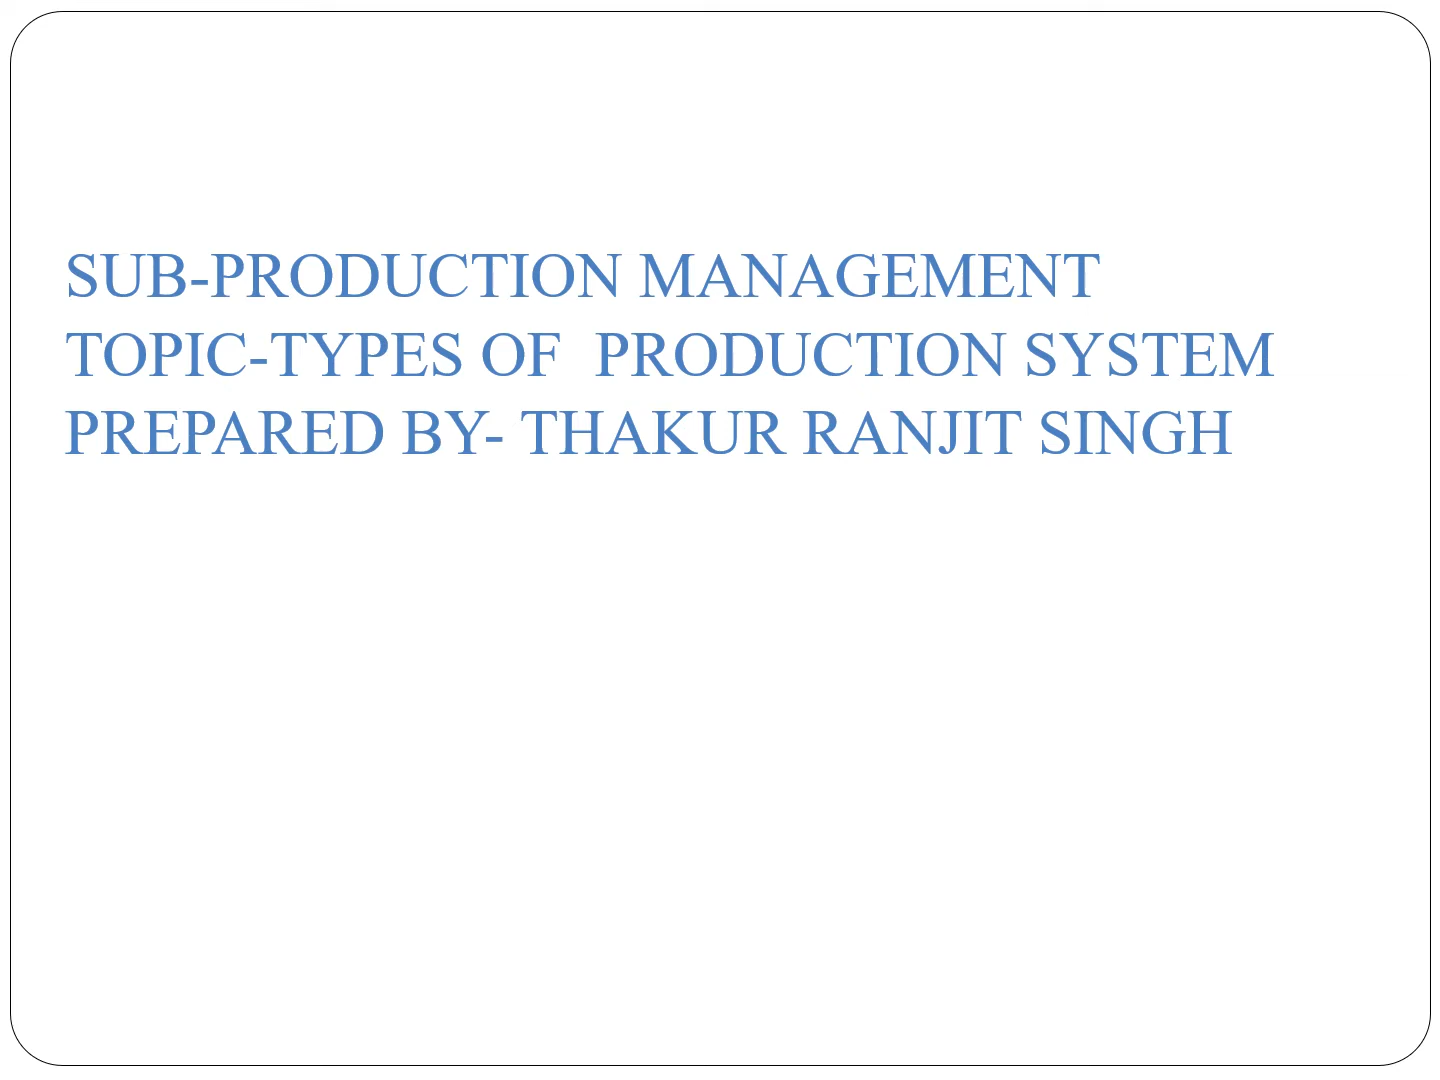 SUB-PRODUCTION MANAGEMENT
TOPIC-TYPES OF  PRODUCTION SYSTEM
PREPARED BY- THAKUR RANJIT SINGH